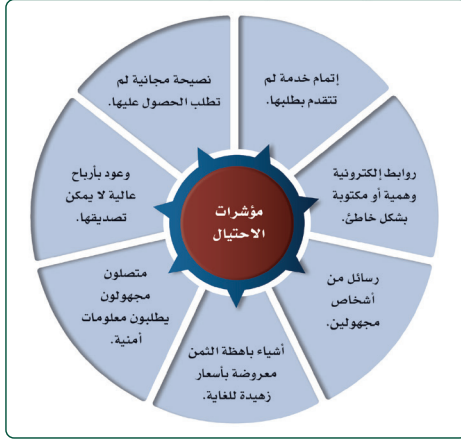 مؤشرات
الاحتيال
إتمام خدمة لم
تتقدم بطلبها.
روابط إلكترونية
وهمية أو مكتوبة
بشكل خاطئ.
رسائل من
أشخاص
مجهولين.
أشياء باهظة الثمن
معروضة بأسعار
زهيدة للغاية.
متصلون
مجهولون
يطلبون معلومات
أمنية.
وعود بأرباح
عالية لا يمكن
تصديقها.
نصيحة مجانية لم
تطلب الحصول عليها.